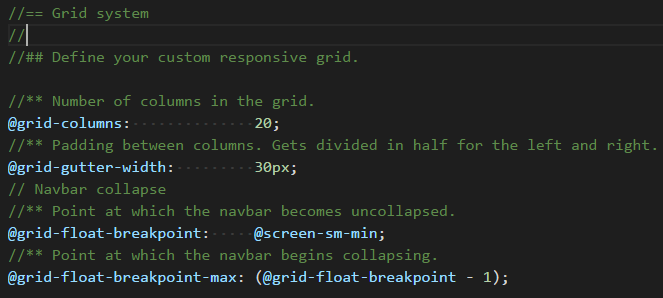 //== Grid system
//
//## Define your custom responsive grid.
//** Number of columns in the grid.
@grid-columns:              20;
//** Padding between columns. Gets divided in half for the left and right.
@grid-gutter-width:         30px;
// Navbar collapse
//** Point at which the navbar becomes uncollapsed.
@grid-float-breakpoint:     @screen-sm-min;
//** Point at which the navbar begins collapsing.
@grid-float-breakpoint-max: (@grid-float-breakpoint - 1);